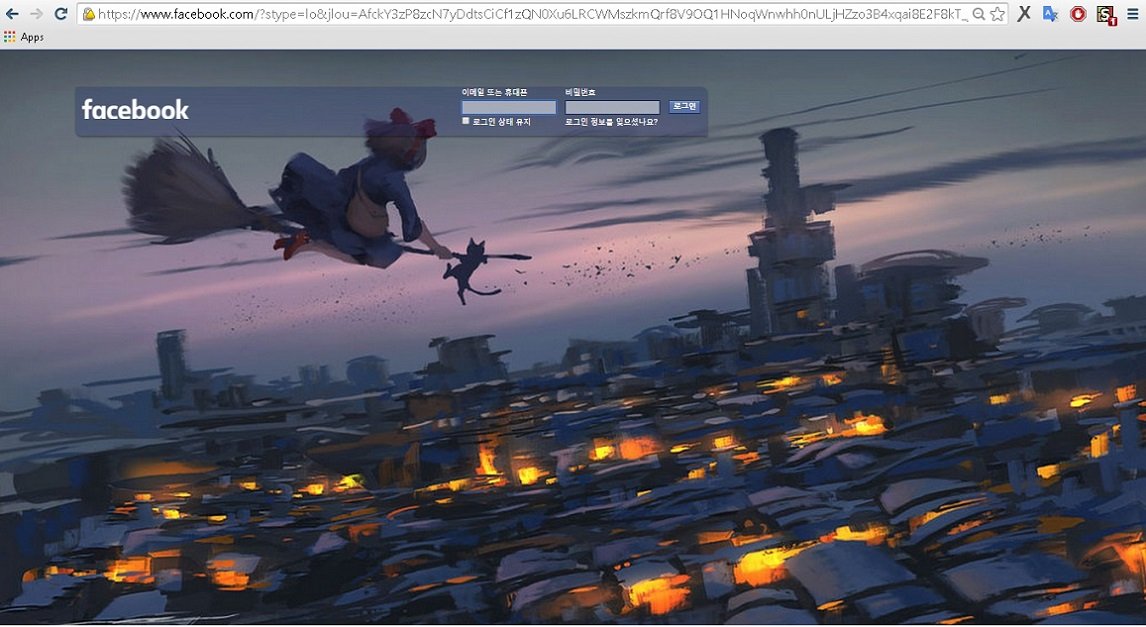 https://www.facebook.com/?stype=lo&jlou=AfckY3zP8zcN7yDdtsCiCf1zQN0Xu6LRCWMszkmQrf8V9OQ1HNoqWnwhh0nULjHZzo3B4xqai8E2F8kT_
Apps
facebook
이메일 또는 휴대폰
비밀번호
로그인
로그인 상태 유지
로그인 정보를 잊으셨나요?